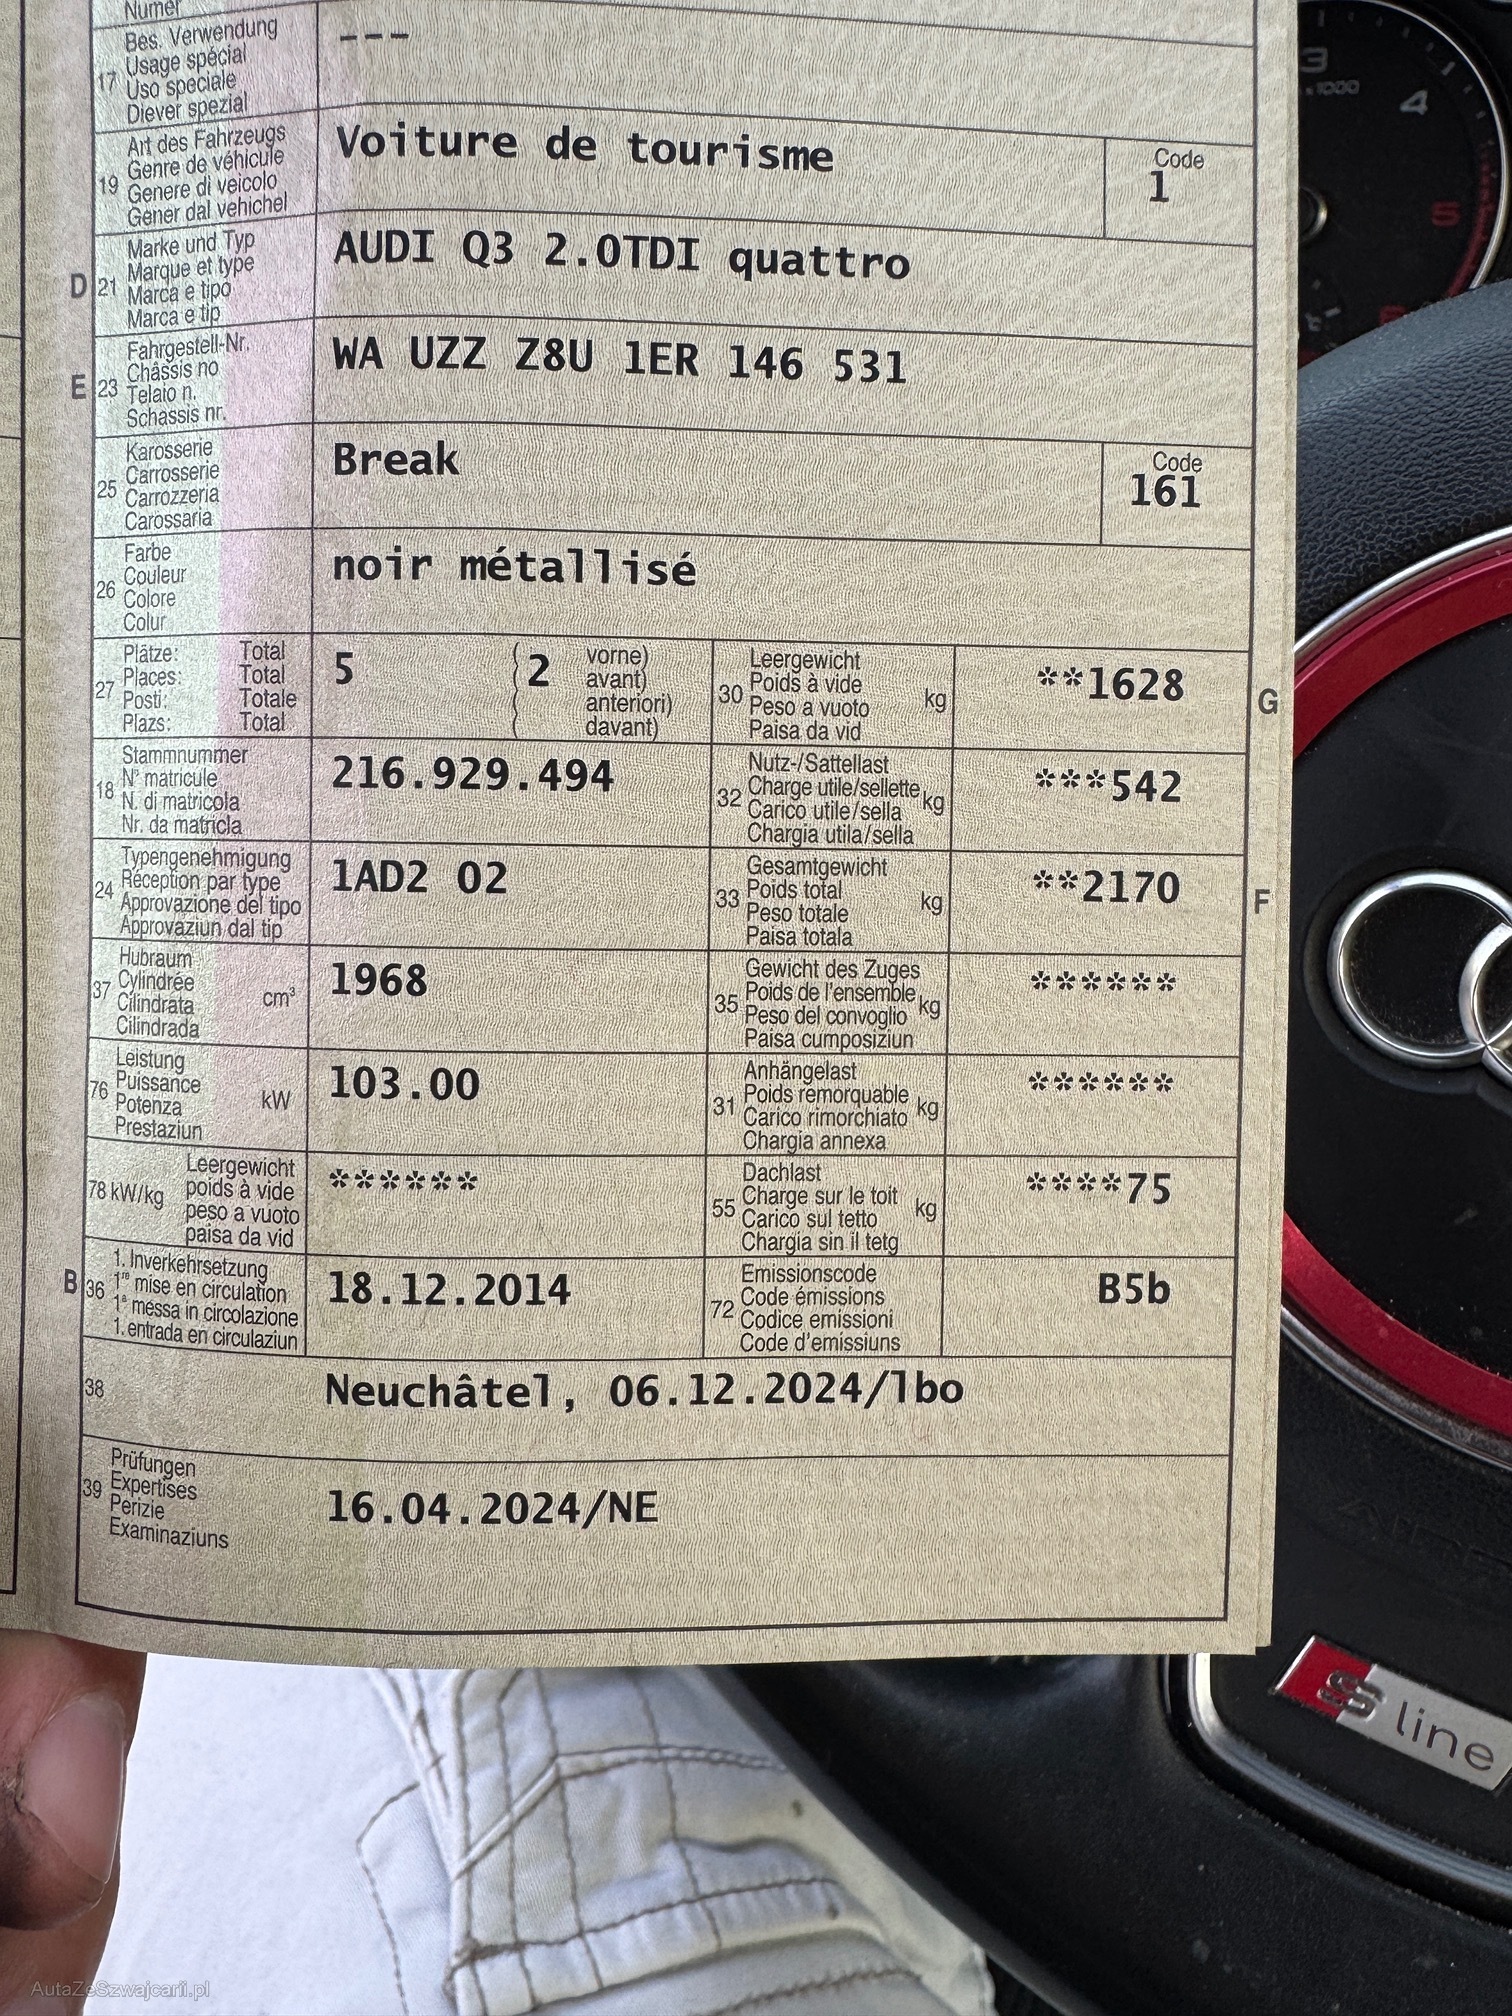 Numer
17 Bes. Verwendung
Usage spécial
Uso speciale
Diever spezial
---
19 Art des Fahrzeugs
Genre de véhicule
Genere di veicolo
Gener dal vehichel
Voiture de tourisme
Code
1
D 21 Marke und Typ
Marque et type
Marca e tipo
Marca e tip
AUDI Q3 2.0TDI quattro
E 23 Fahrgestell-Nr.
Châssis no
Telaio n.
Schassis nr.
WA UZZ Z8U 1ER 146 531
25 Karosserie
Carrosserie
Carrozzeria
Carossaria
Break
Code
161
26 Farbe
Couleur
Colore
Colur
noir métallisé
27 Plätze: Total
Places: Total
Posti: Totale
Plazs: Total
5
2 vorne)
avant)
anteriori)
davant)
30 Leergewicht
Poids à vide kg
Peso a vuoto
Paisa da vid
**1628
G
18 Stammnummer
N° matricule
N. di matricola
Nr. da matricla
216.929.494
32 Nutz-/Sattellast
Charge utile/sellette kg
Carico utile/sella
Chargia utila/sella
***542
24 Typengenehmigung
Réception par type
Approvazione del tipo
Approvaziun dal tip
1AD2 02
33 Gesamtgewicht
Poids total kg
Peso totale
Paisa totala
**2170
F
37 Hubraum
Cylindrée
Cilindrata cm³
Cilindrada
1968
35 Gewicht des Zuges
Poids de l'ensemble kg
Peso del convoglio
Paisa cumposiziun
******
76 Leistung
Puissance
Potenza kW
Prestaziun
103.00
31 Anhängelast
Poids remorquable kg
Carico rimorchiato
Chargia annexa
******
78 kW/kg Leergewicht
poids à vide
peso a vuoto
paisa da vid
******
55 Dachlast
Charge sur le toit kg
Carico sul tetto
Chargia sin il tetg
****75
B 36 1. Inverkehrsetzung
1re mise en circulation
1a messa in circolazione
1. entrada en circulaziun
18.12.2014
72 Emissionscode
Code émissions
Codice emissioni
Code d'emissiuns
B5b
38
Neuchâtel, 06.12.2024/lbo
39 Prüfungen
Expertises
Perizie
Examinaziuns
16.04.2024/NE
3
x1000
4
5
6
S line
AutaZeSzwajcarii.pl